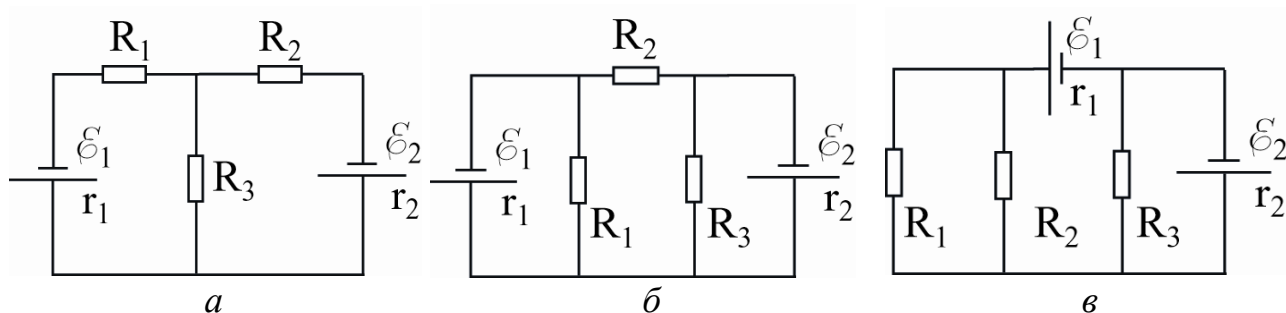 R₁ R₂
ℰ₁ r₁ R₃ ℰ₂ r₂
а
R₂
ℰ₁ r₁ R₁ R₃ ℰ₂ r₂
б
ℰ₁ r₁
R₁ R₂ R₃ ℰ₂ r₂
в